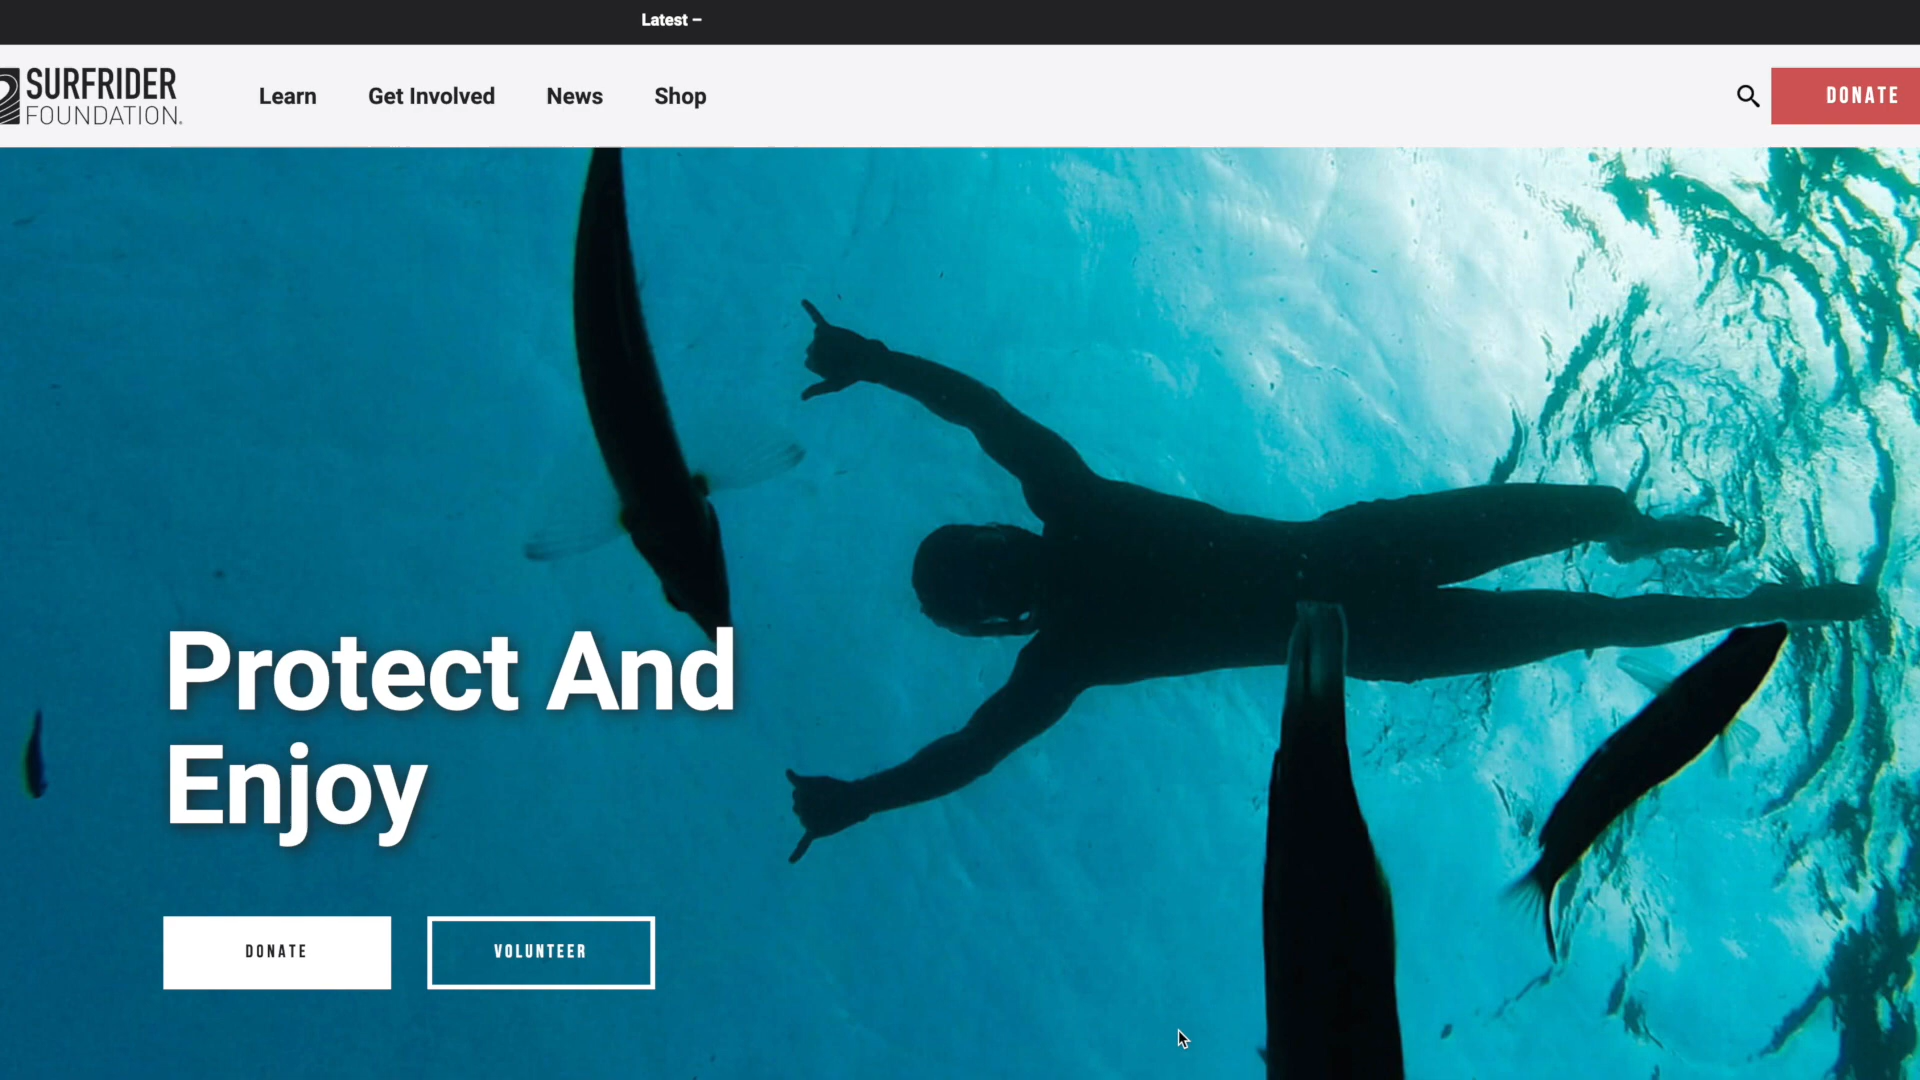 Latest –
SURFRIDER
FOUNDATION.
Learn
Get Involved
News
Shop
DONATE
Protect And
Enjoy
DONATE
VOLUNTEER